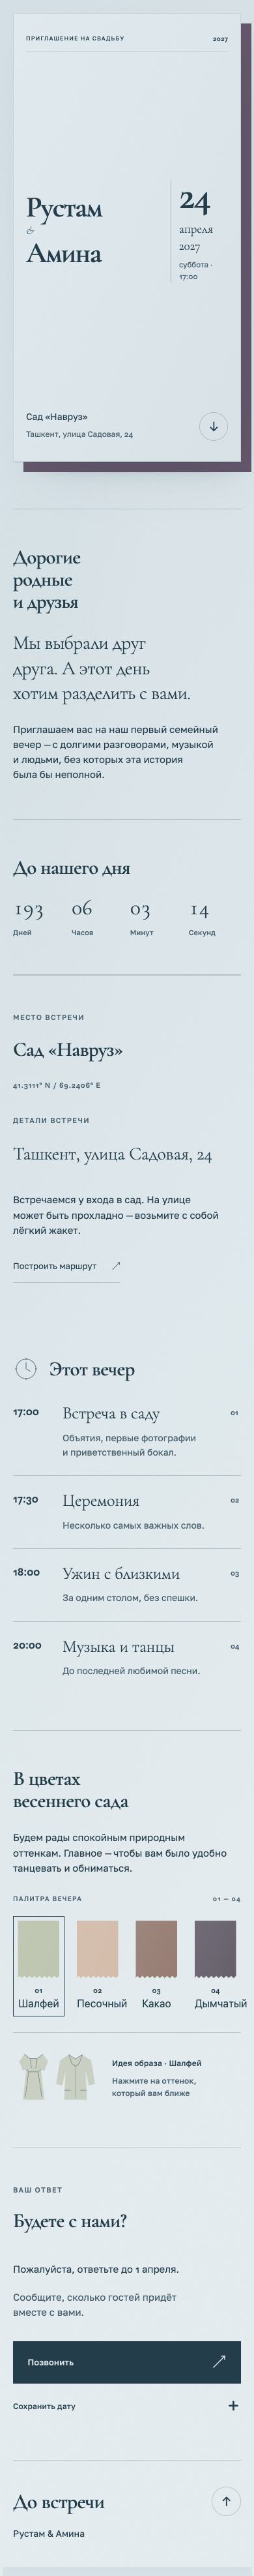 ПРИГЛАШЕНИЕ НА СВАДЬБУ
2027
Рустам
&
Амина
24
апреля
2027
суббота ·
17:00
Сад «Навруз»
Ташкент, улица Садовая, 24
Дорогие
родные
и друзья
Мы выбрали друг
друга. А этот день
хотим разделить с вами.
Приглашаем вас на наш первый семейный
вечер — с долгими разговорами, музыкой
и людьми, без которых эта история
была бы неполной.
До нашего дня
193 06 03 14
Дней Часов Минут Секунд
МЕСТО ВСТРЕЧИ
Сад «Навруз»
41.3111° N / 69.2406° E
ДЕТАЛИ ВСТРЕЧИ
Ташкент, улица Садовая, 24
Встречаемся у входа в сад. На улице
может быть прохладно — возьмите с собой
лёгкий жакет.
Построить маршрут
Этот вечер
17:00 Встреча в саду 01
Объятия, первые фотографии
и приветственный бокал.
17:30 Церемония 02
Несколько самых важных слов.
18:00 Ужин с близкими 03
За одним столом, без спешки.
20:00 Музыка и танцы 04
До последней любимой песни.
В цветах
весеннего сада
Будем рады спокойным природным
оттенкам. Главное — чтобы вам было удобно
танцевать и обниматься.
ПАЛИТРА ВЕЧЕРА 01 — 04
01 02 03 04
Шалфей Песочный Какао Дымчатый
Идея образа · Шалфей
Нажмите на оттенок,
который вам ближе
ВАШ ОТВЕТ
Будете с нами?
Пожалуйста, ответьте до 1 апреля.
Сообщите, сколько гостей придёт
вместе с вами.
Позвонить
Сохранить дату
До встречи
Рустам & Амина